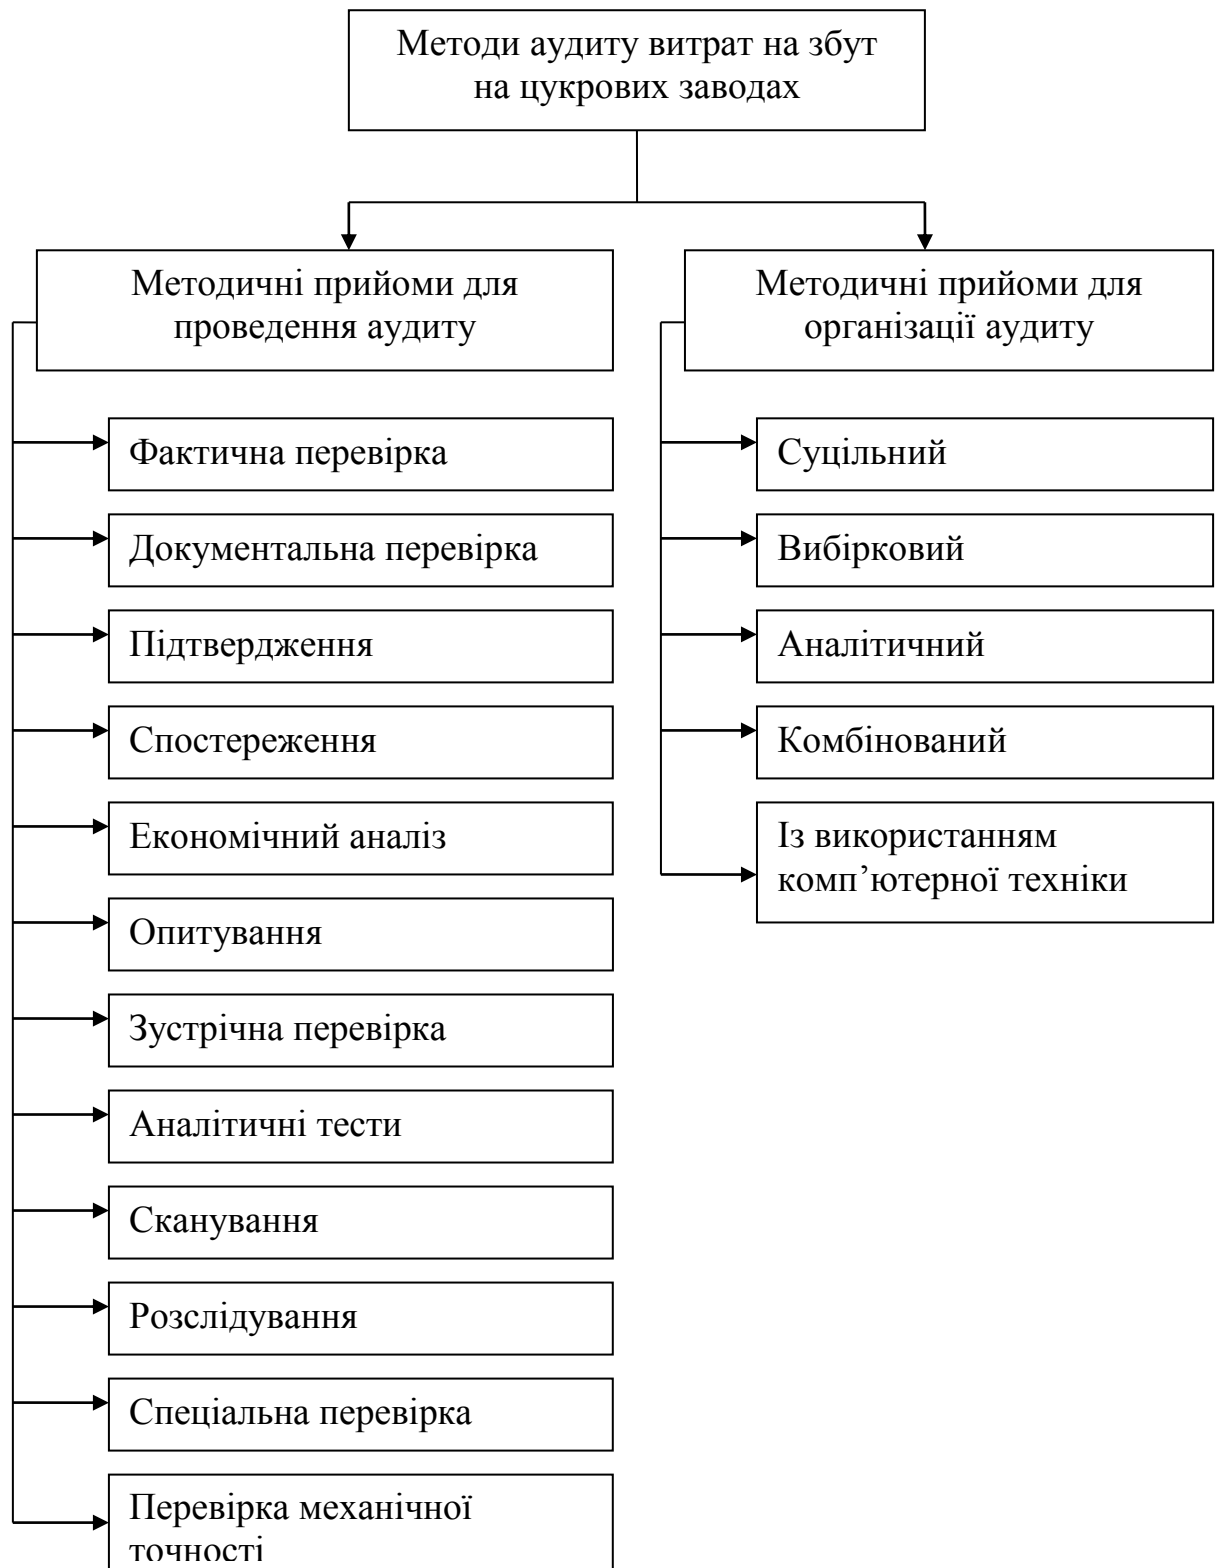 Методи аудиту витрат на збут
на цукрових заводах
Методичні прийоми для
проведення аудиту
Фактична перевірка
Документальна перевірка
Підтвердження
Спостереження
Економічний аналіз
Опитування
Зустрічна перевірка
Аналітичні тести
Сканування
Розслідування
Спеціальна перевірка
Перевірка механічної
точності
Методичні прийоми для
організації аудиту
Суцільний
Вибірковий
Аналітичний
Комбінований
Із використанням
комп’ютерної техніки